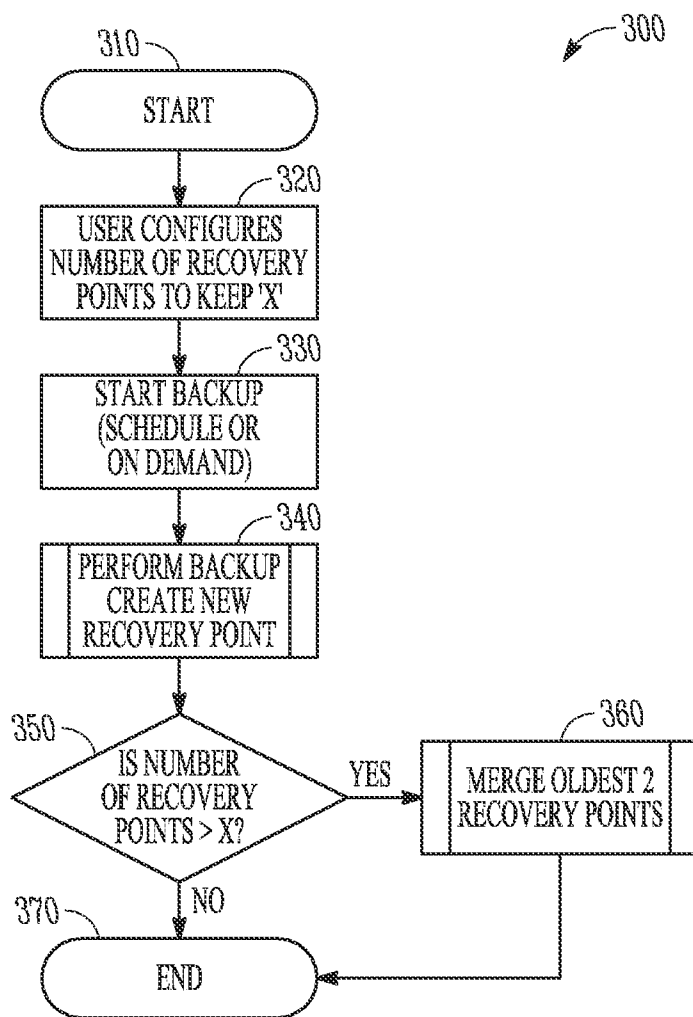 300
310
START
320
USER CONFIGURES
NUMBER OF RECOVERY
POINTS TO KEEP 'X'
330
START BACKUP
(SCHEDULE OR
ON DEMAND)
340
PERFORM BACKUP
CREATE NEW
RECOVERY POINT
350
IS NUMBER
OF RECOVERY
POINTS > X?
YES
360
MERGE OLDEST 2
RECOVERY POINTS
NO
370
END